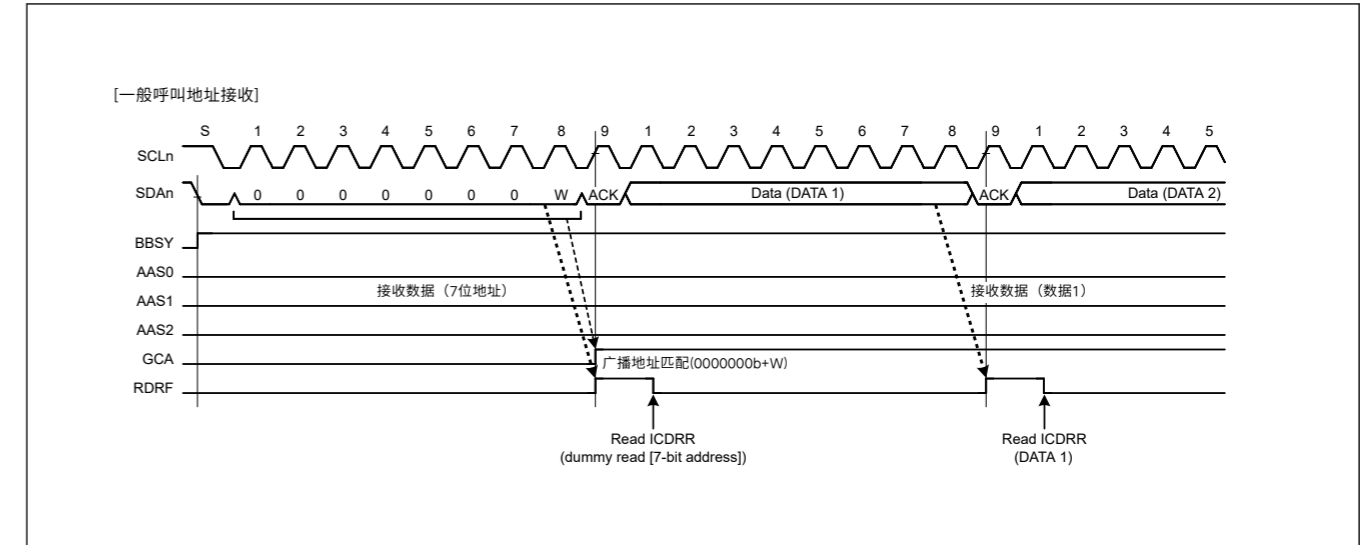 [一般呼叫地址接收]
S 1 2 3 4 5 6 7 8 9 1 2 3 4 5 6 7 8 9 1 2 3 4 5
SCLn
SDAn 0 0 0 0 0 0 0 W ACK Data (DATA 1) ACK Data (DATA 2)
BBSY
AAS0
接收数据（7位地址） 接收数据（数据1）
AAS1
AAS2
GCA 广播地址匹配(0000000b+W)
RDRF
Read ICDRR Read ICDRR
(dummy read [7-bit address]) (DATA 1)